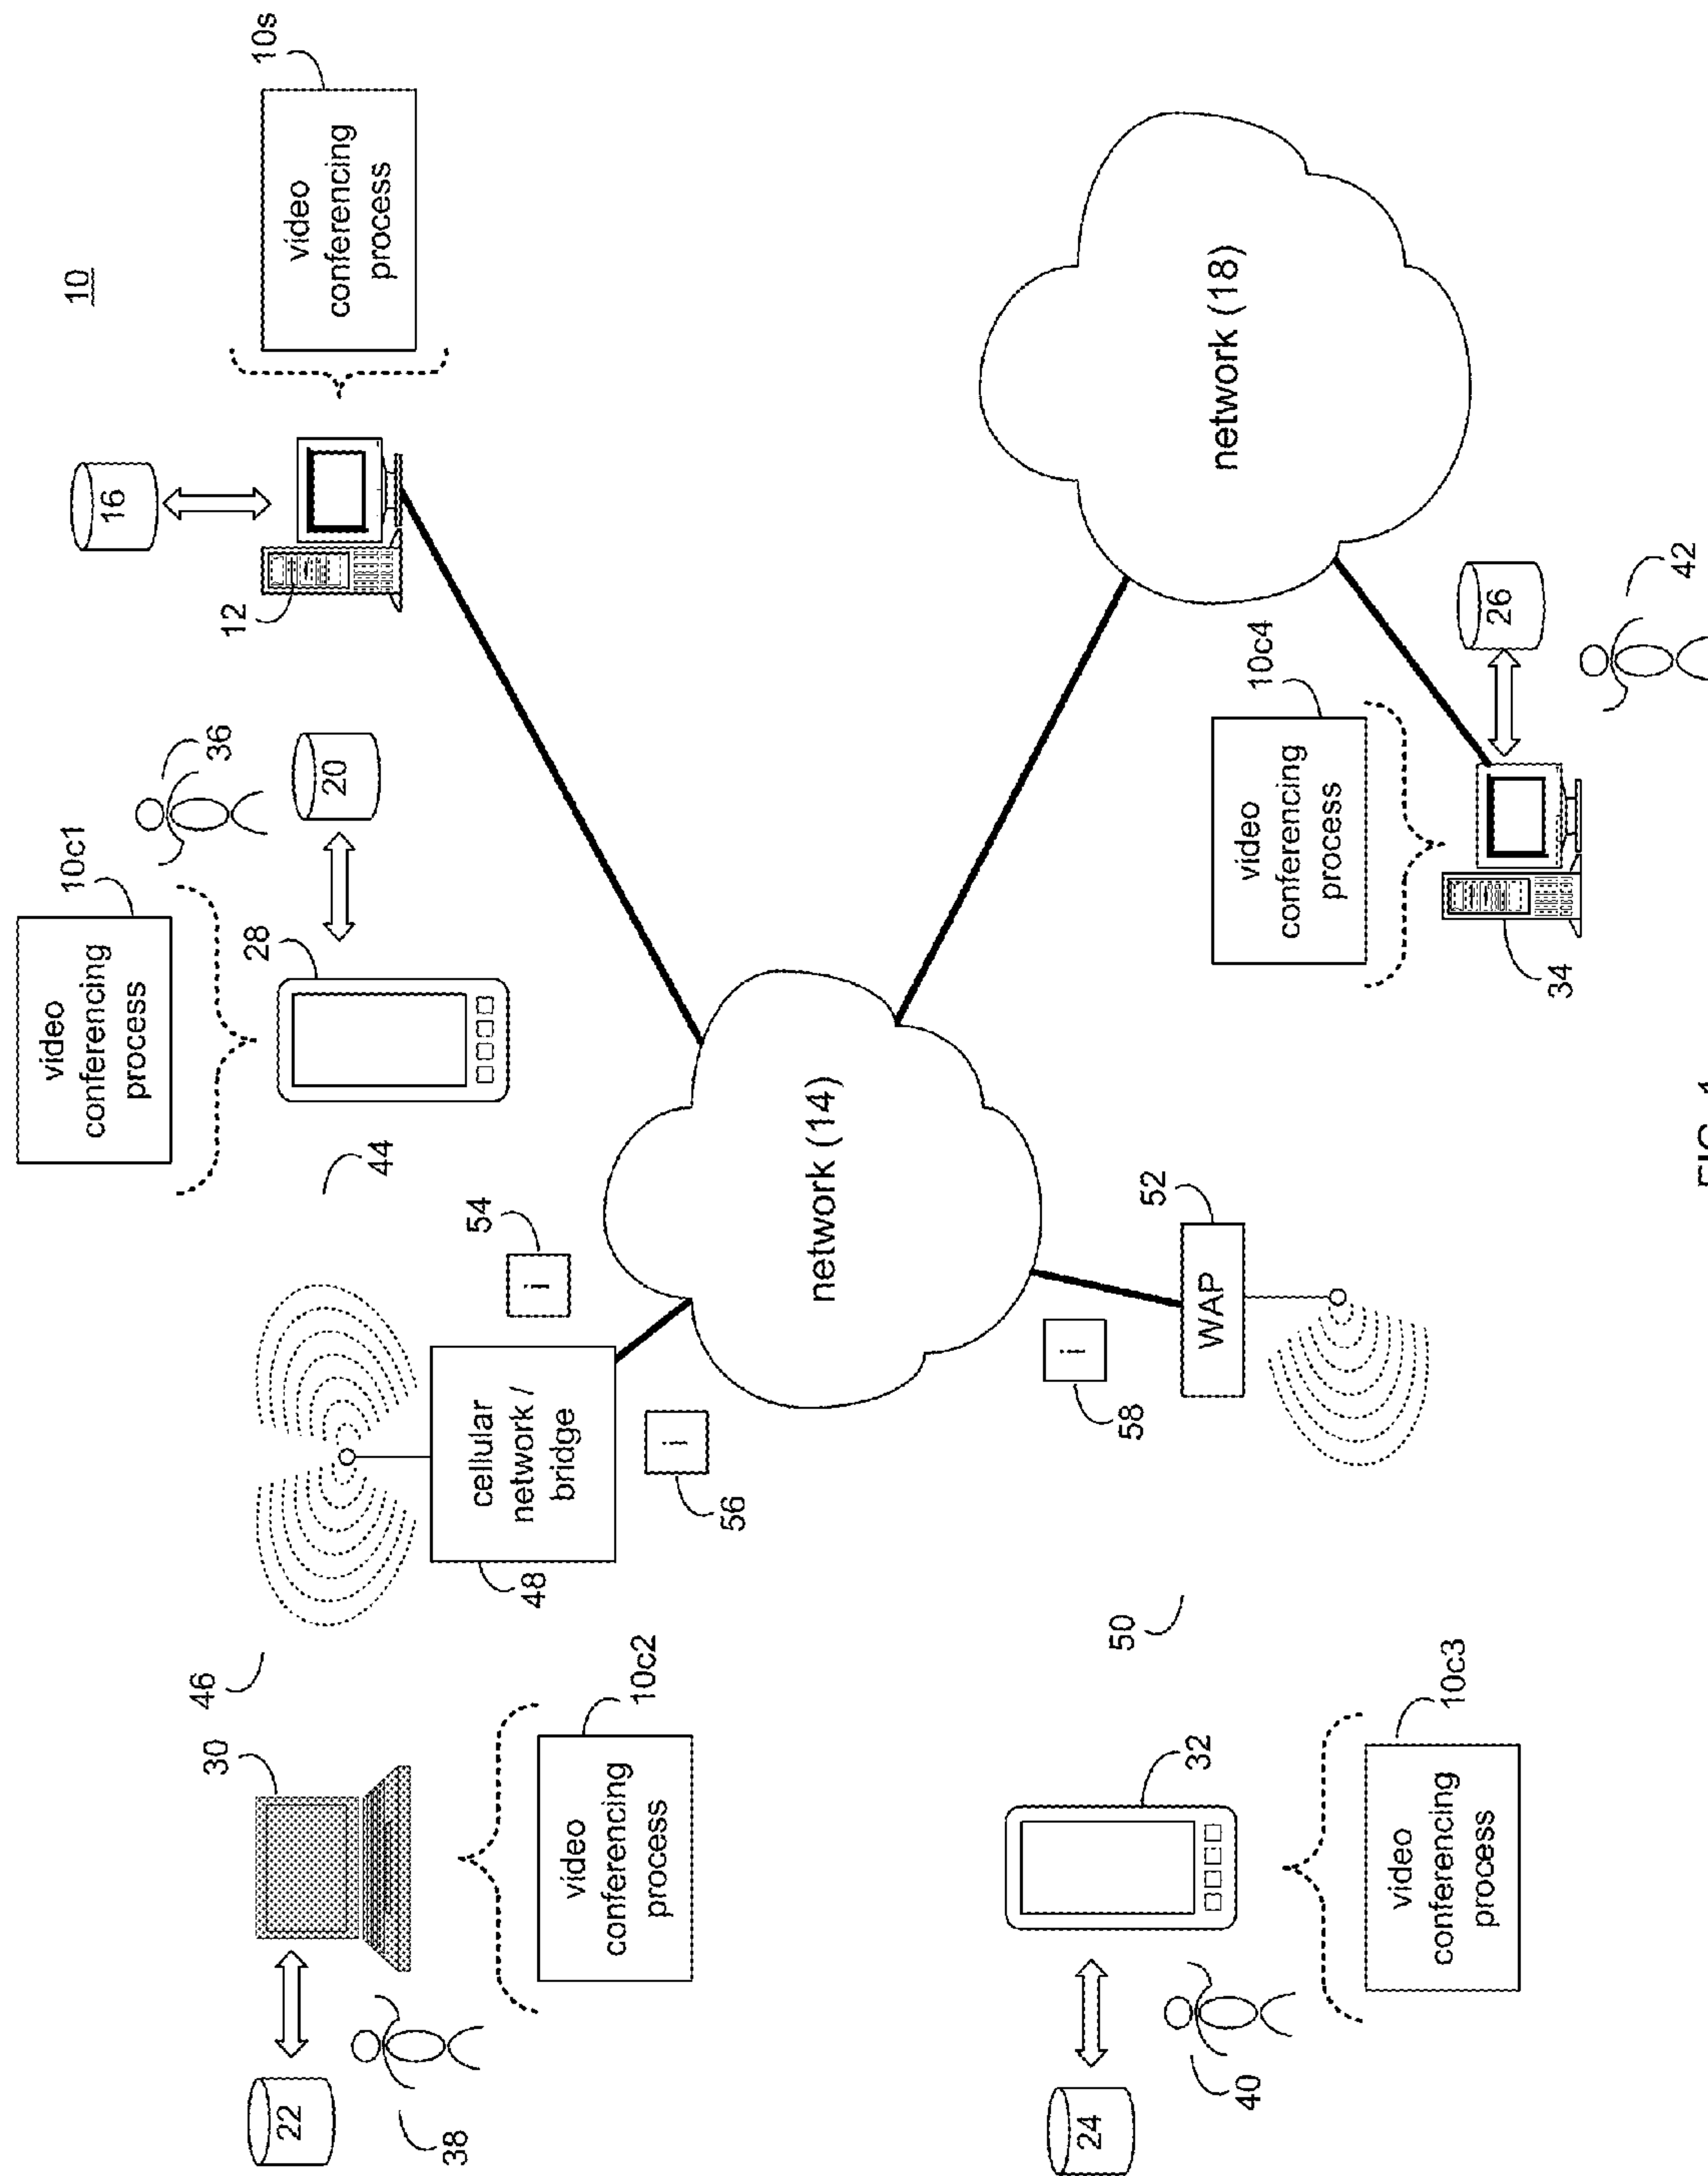 10
10s
video
conferencing
process
16
12
36
20
10c1
video
conferencing
process
28
44
46
30
22
38
10c2
video
conferencing
process
cellular
network /
bridge
48
54
56
network (14)
network (18)
58
52
WAP
50
32
24
40
10c3
video
conferencing
process
10c4
video
conferencing
process
34
26
42